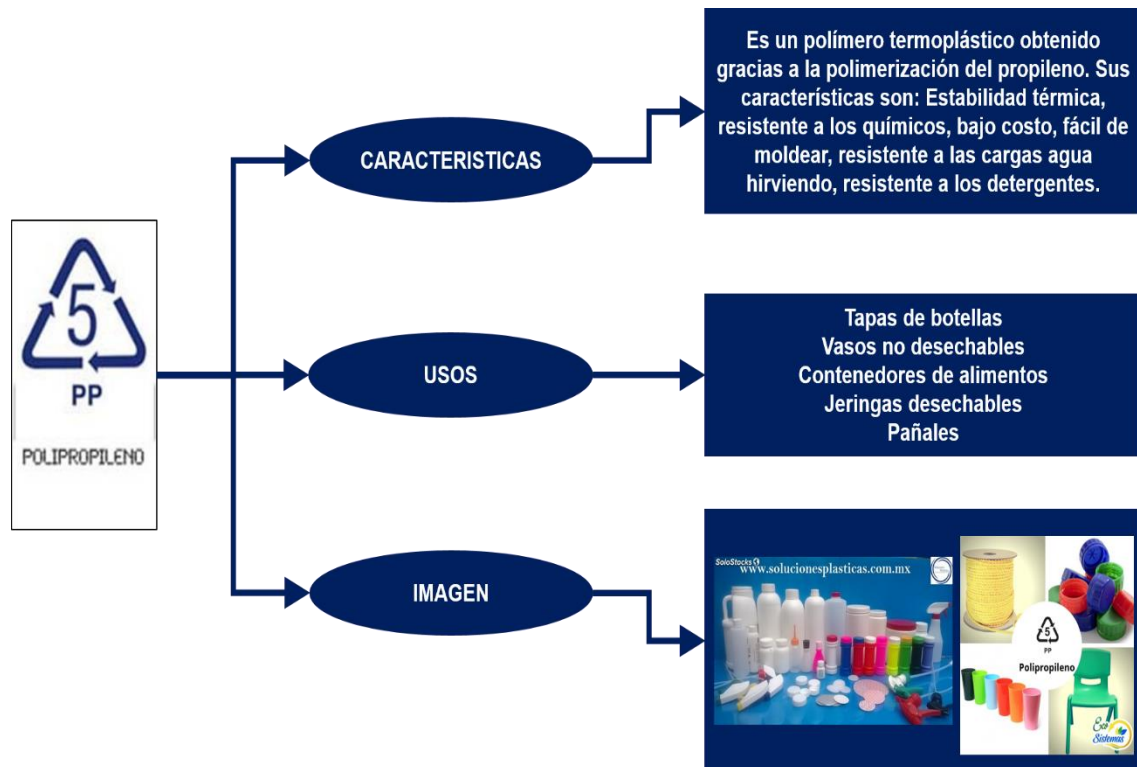 5
PP
POLIPROPILENO
CARACTERISTICAS
Es un polímero termoplástico obtenido
gracias a la polimerización del propileno. Sus
características son: Estabilidad térmica,
resistente a los químicos, bajo costo, fácil de
moldear, resistente a las cargas agua
hirviendo, resistente a los detergentes.
USOS
Tapas de botellas
Vasos no desechables
Contenedores de alimentos
Jeringas desechables
Pañales
IMAGEN
SoloStocks
www.solucionesplasticas.com.mx
5
PP
Polipropileno
Eco
Sistemas